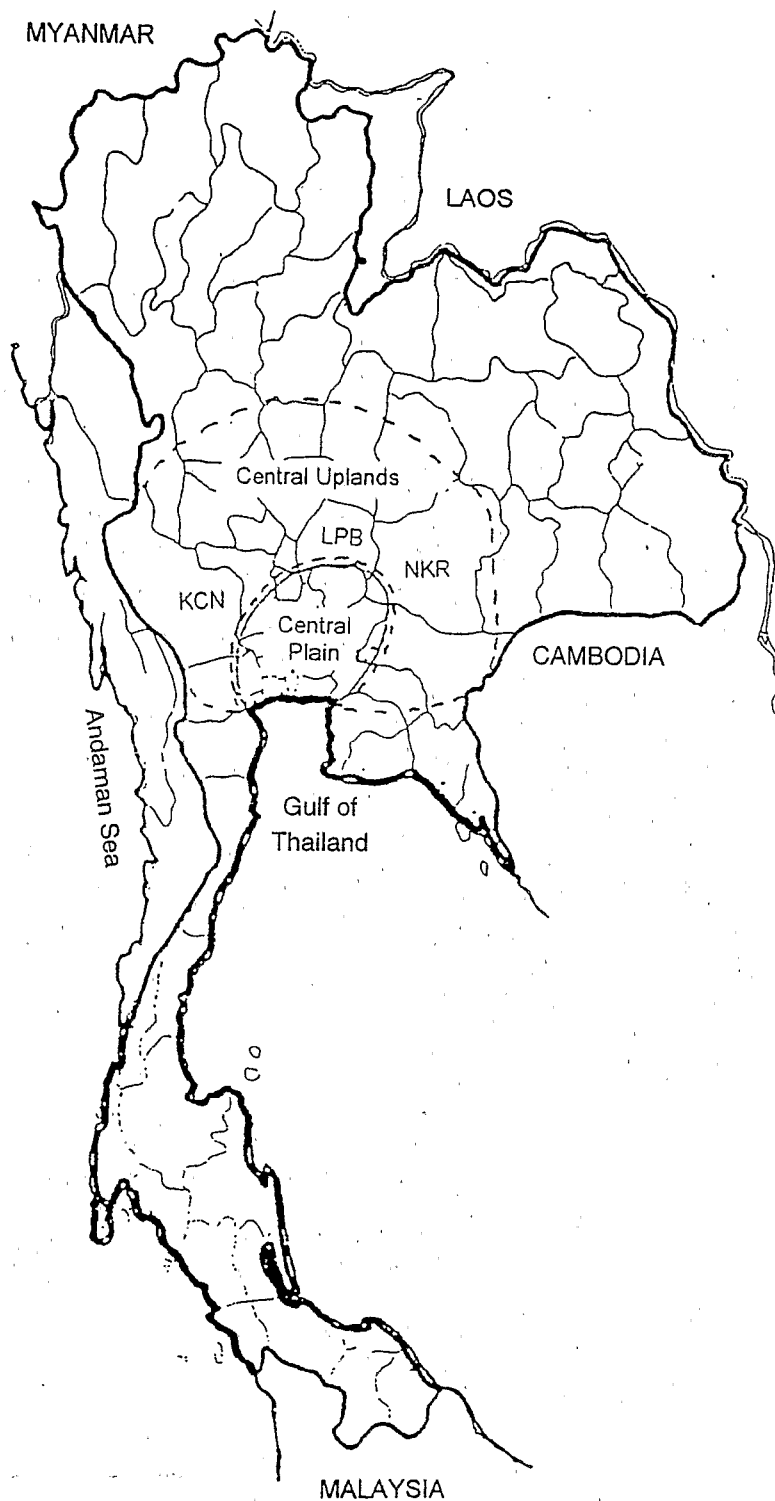 MYANMAR
LAOS
Central Uplands
LPB
NKR
KCN
Central
Plain
CAMBODIA
Andaman Sea
Gulf of
Thailand
MALAYSIA